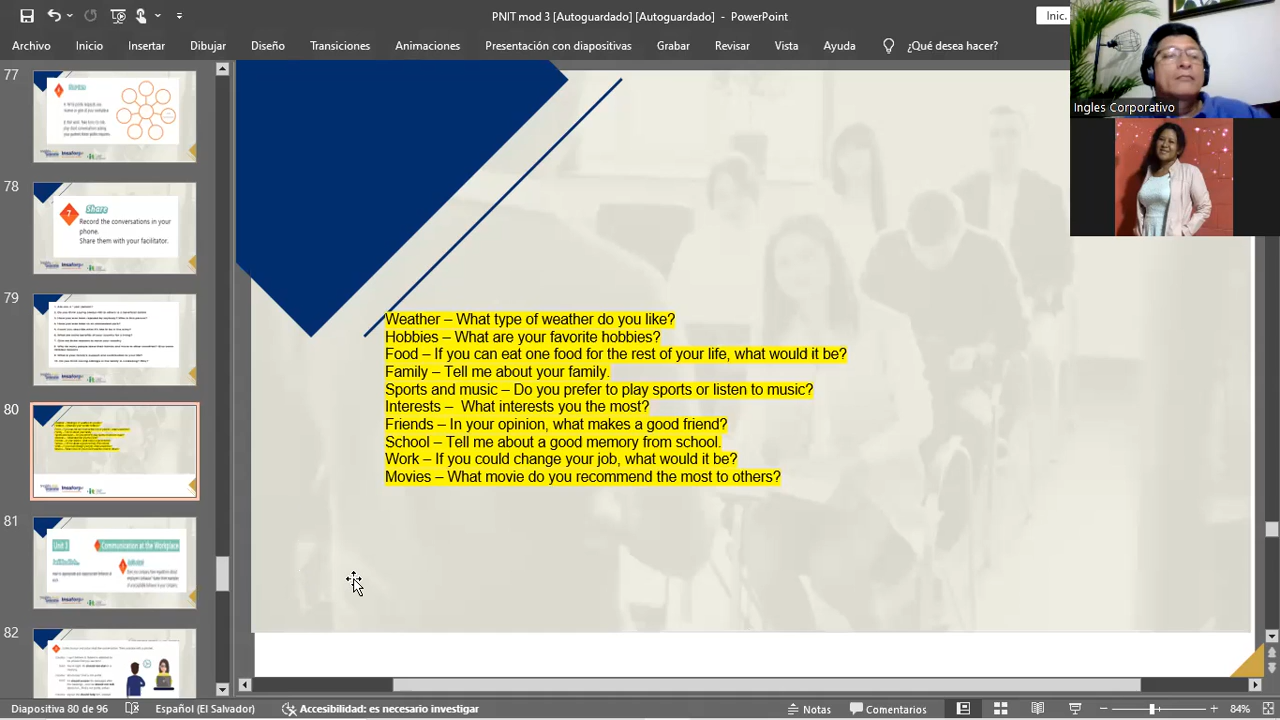 PNIT mod 3 [Autoguardado] [Autoguardado] - PowerPoint
Inic.
Archivo Inicio Insertar Dibujar Diseño Transiciones Animaciones Presentación con diapositivas Grabar Revisar Vista Ayuda ¿Qué desea hacer?
Ingles Corporativo
77
78
7
Share
Record the conversations in your
phone.
Share them with your facilitator.
79
80
81
Unit 3
Communication at the Workplace
82
Weather – What type of weather do you like?
Hobbies – What are your favorite hobbies?
Food – If you can eat one food for the rest of your life, what would it be?
Family – Tell me about your family.
Sports and music – Do you prefer to play sports or listen to music?
Interests – What interests you the most?
Friends – In your opinion, what makes a good friend?
School – Tell me about a good memory from school.
Work – If you could change your job, what would it be?
Movies – What movie do you recommend the most to others?
Diapositiva 80 de 96 Español (El Salvador) Accesibilidad: es necesario investigar Notas Comentarios 84%